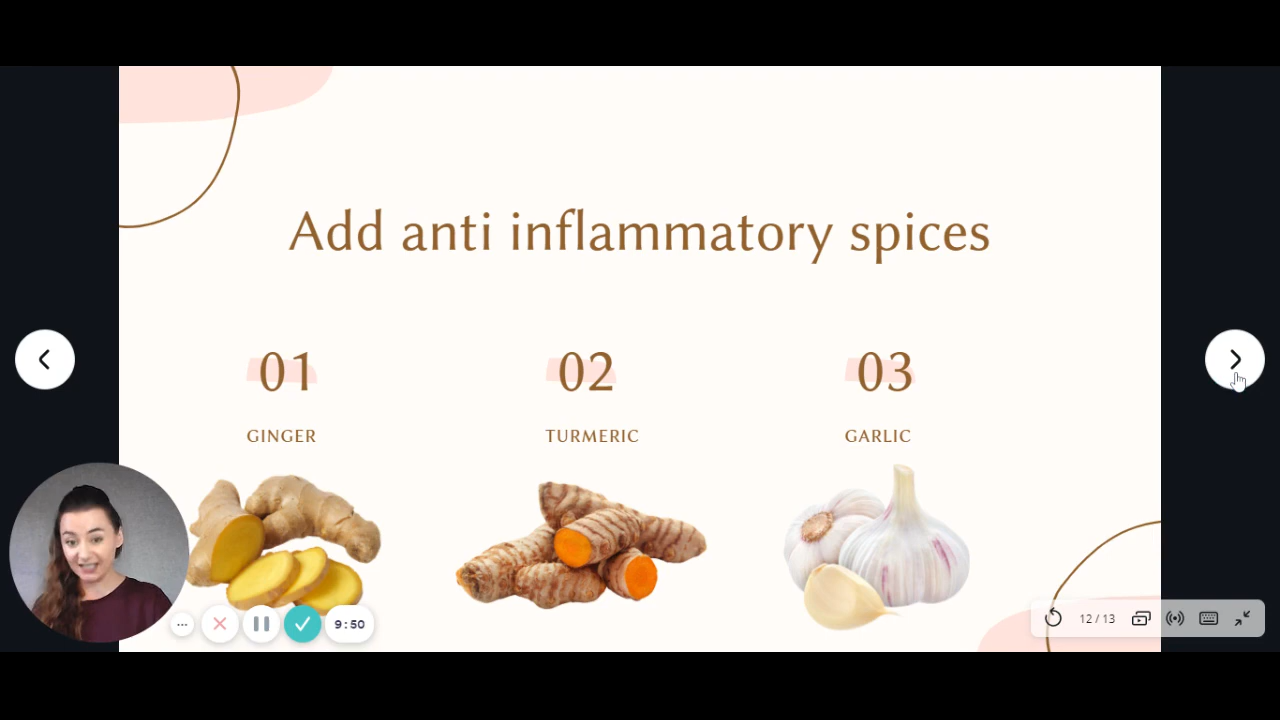 Add anti inflammatory spices
01
02
03
GINGER
TURMERIC
GARLIC
9:50
12 / 13